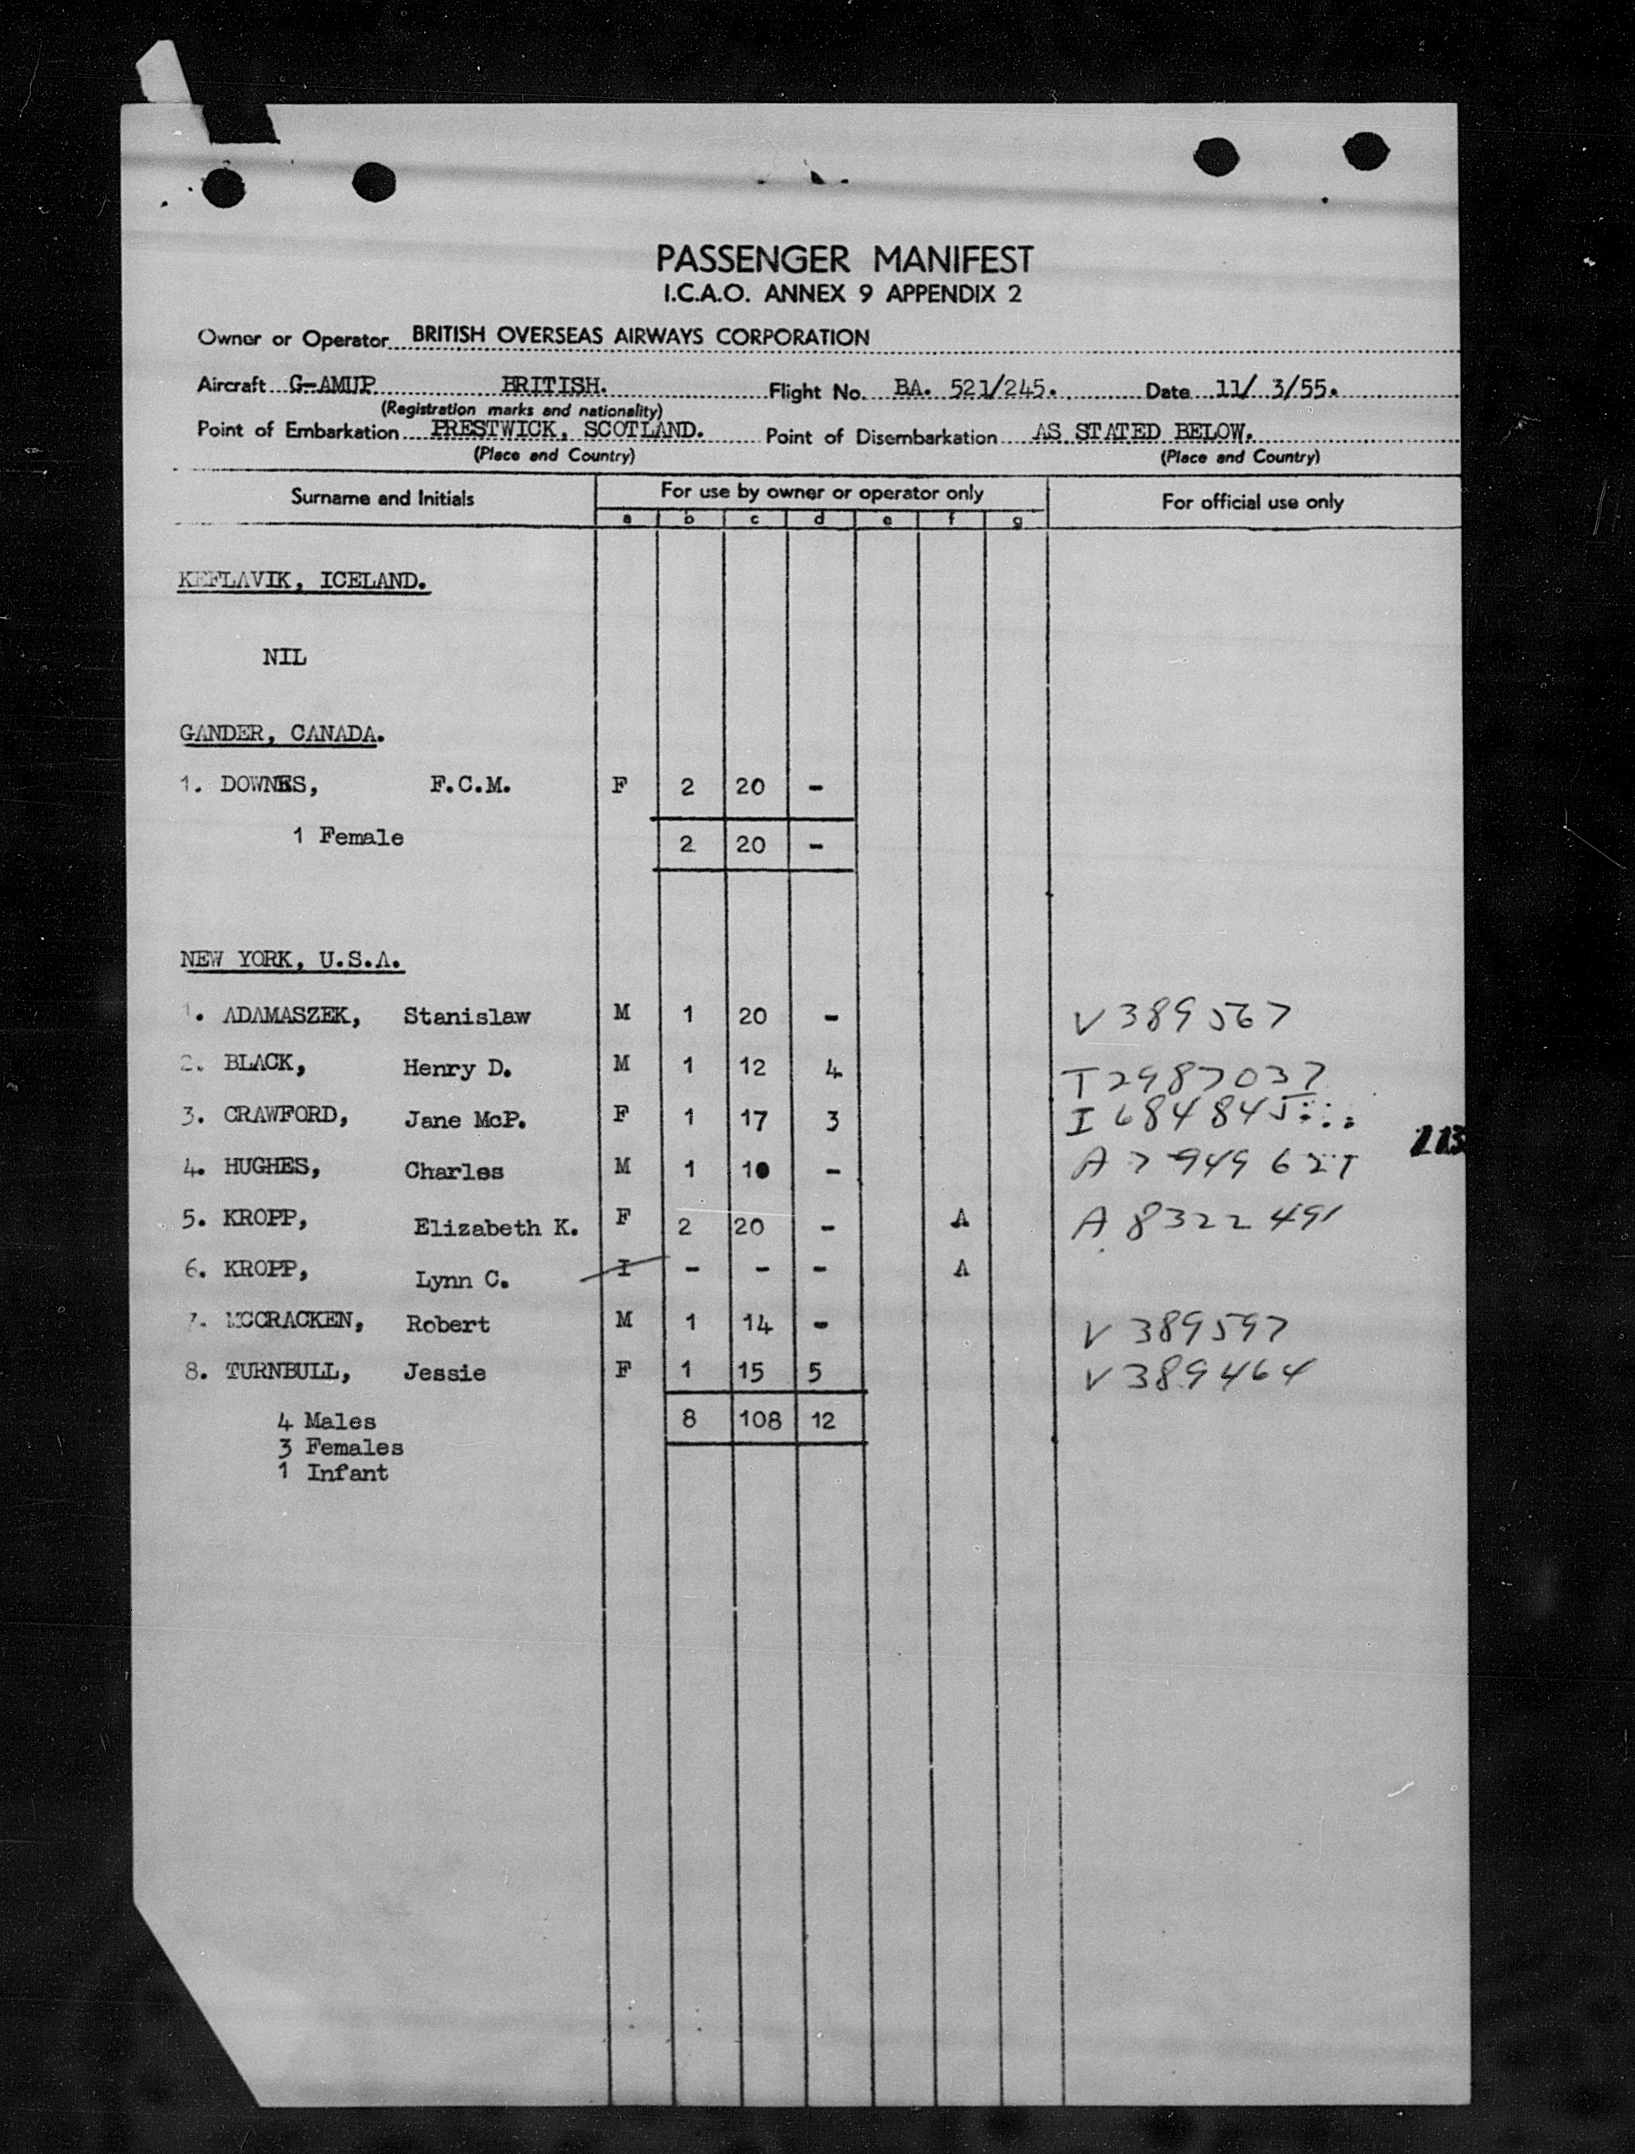 PASSENGER MANIFEST
I.C.A.O. ANNEX 9 APPENDIX 2
Owner or Operator BRITISH OVERSEAS AIRWAYS CORPORATION
Aircraft G-AMUP BRITISH. Flight No. BA. 521/245. Date 11/ 3/55.
(Registration marks and nationality)
Point of Embarkation PRESTWICK, SCOTLAND. Point of Disembarkation AS STATED BELOW.
(Place and Country) (Place and Country)
Surname and Initials For use by owner or operator only For official use only
a b c d e f g
KEFLAVIK, ICELAND.
NIL
GANDER, CANADA.
1. DOWNES, F.C.M. F 2 20 -
1 Female 2 20 -
NEW YORK, U.S.A.
1. ADAMASZEK, Stanislaw M 1 20 - V389567
2. BLACK, Henry D. M 1 12 4 T2987037
3. CRAWFORD, Jane McP. F 1 17 3 I684845
4. HUGHES, Charles M 1 10 - A7949627
5. KROPP, Elizabeth K. F 2 20 - A A8322491
6. KROPP, Lynn C. I - - - A
7. MCCRACKEN, Robert M 1 14 - V389597
8. TURNBULL, Jessie F 1 15 5 V389464
4 Males 8 108 12
3 Females
1 Infant